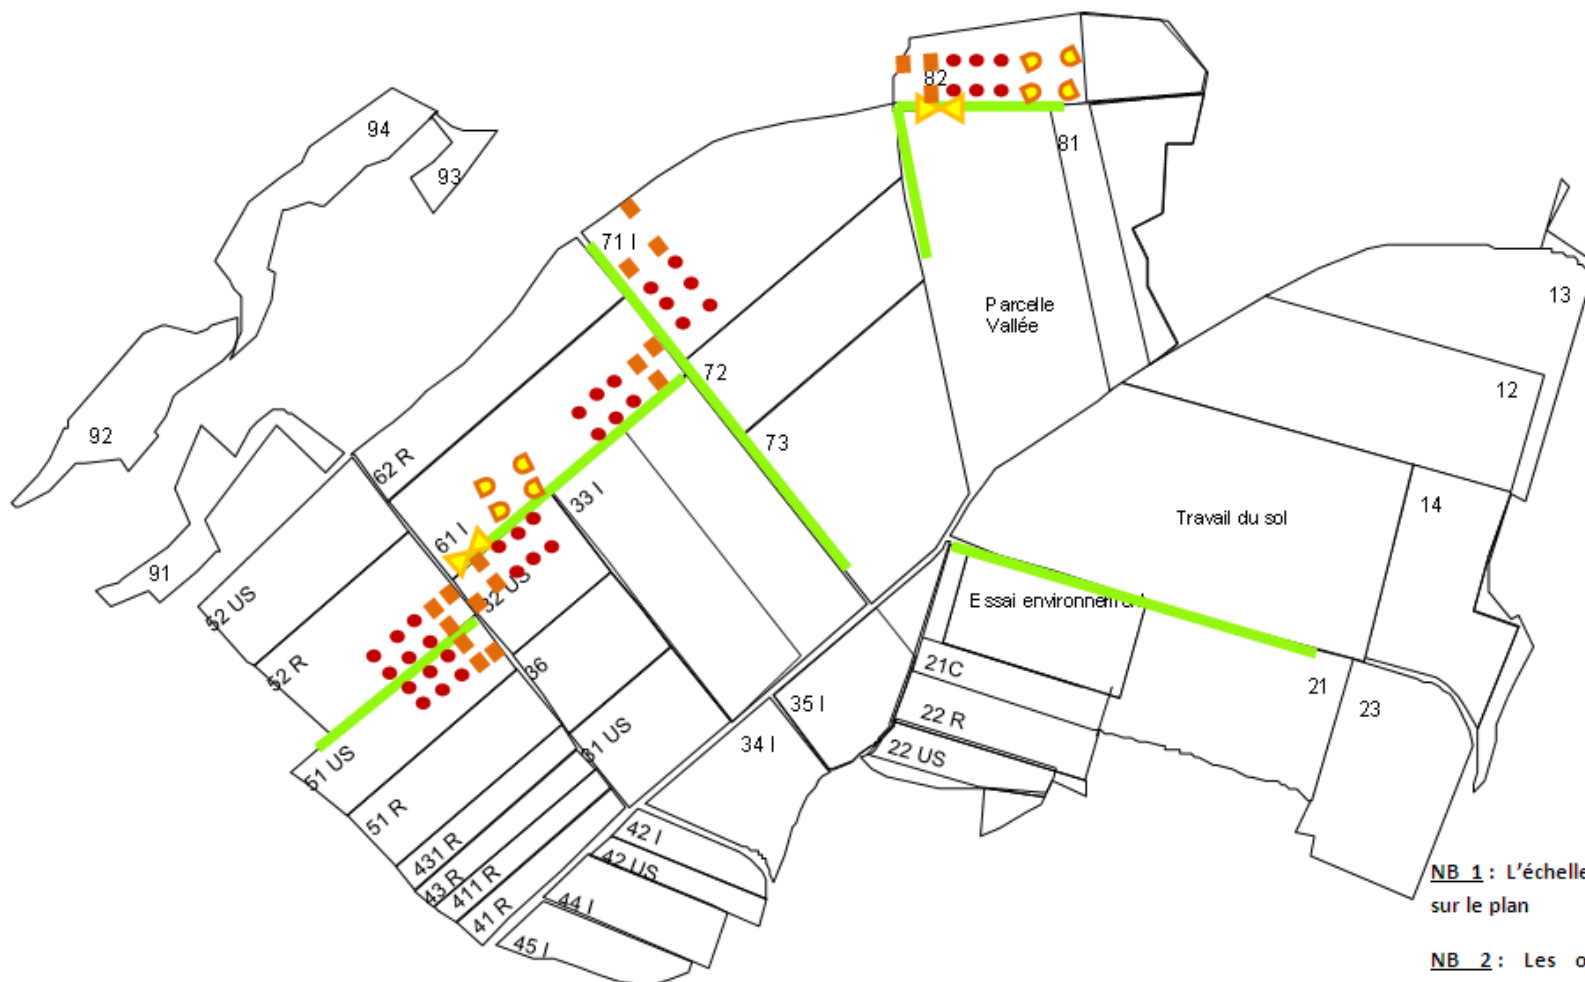 82
94
81
93
71 I
13
Parcelle
Vallée
72
12
92
73
62 R
33 I
14
61 I
Travail du sol
91
52 US
32 US
52 R
36
21C
21
23
35 I
22 R
34 I
22 US
51 US
31 US
51 R
431 R
43 R
411 R
41 R
42 I
42 US
44 I
45 I
NB 1 : L'échelle
sur le plan
NB 2 : Les